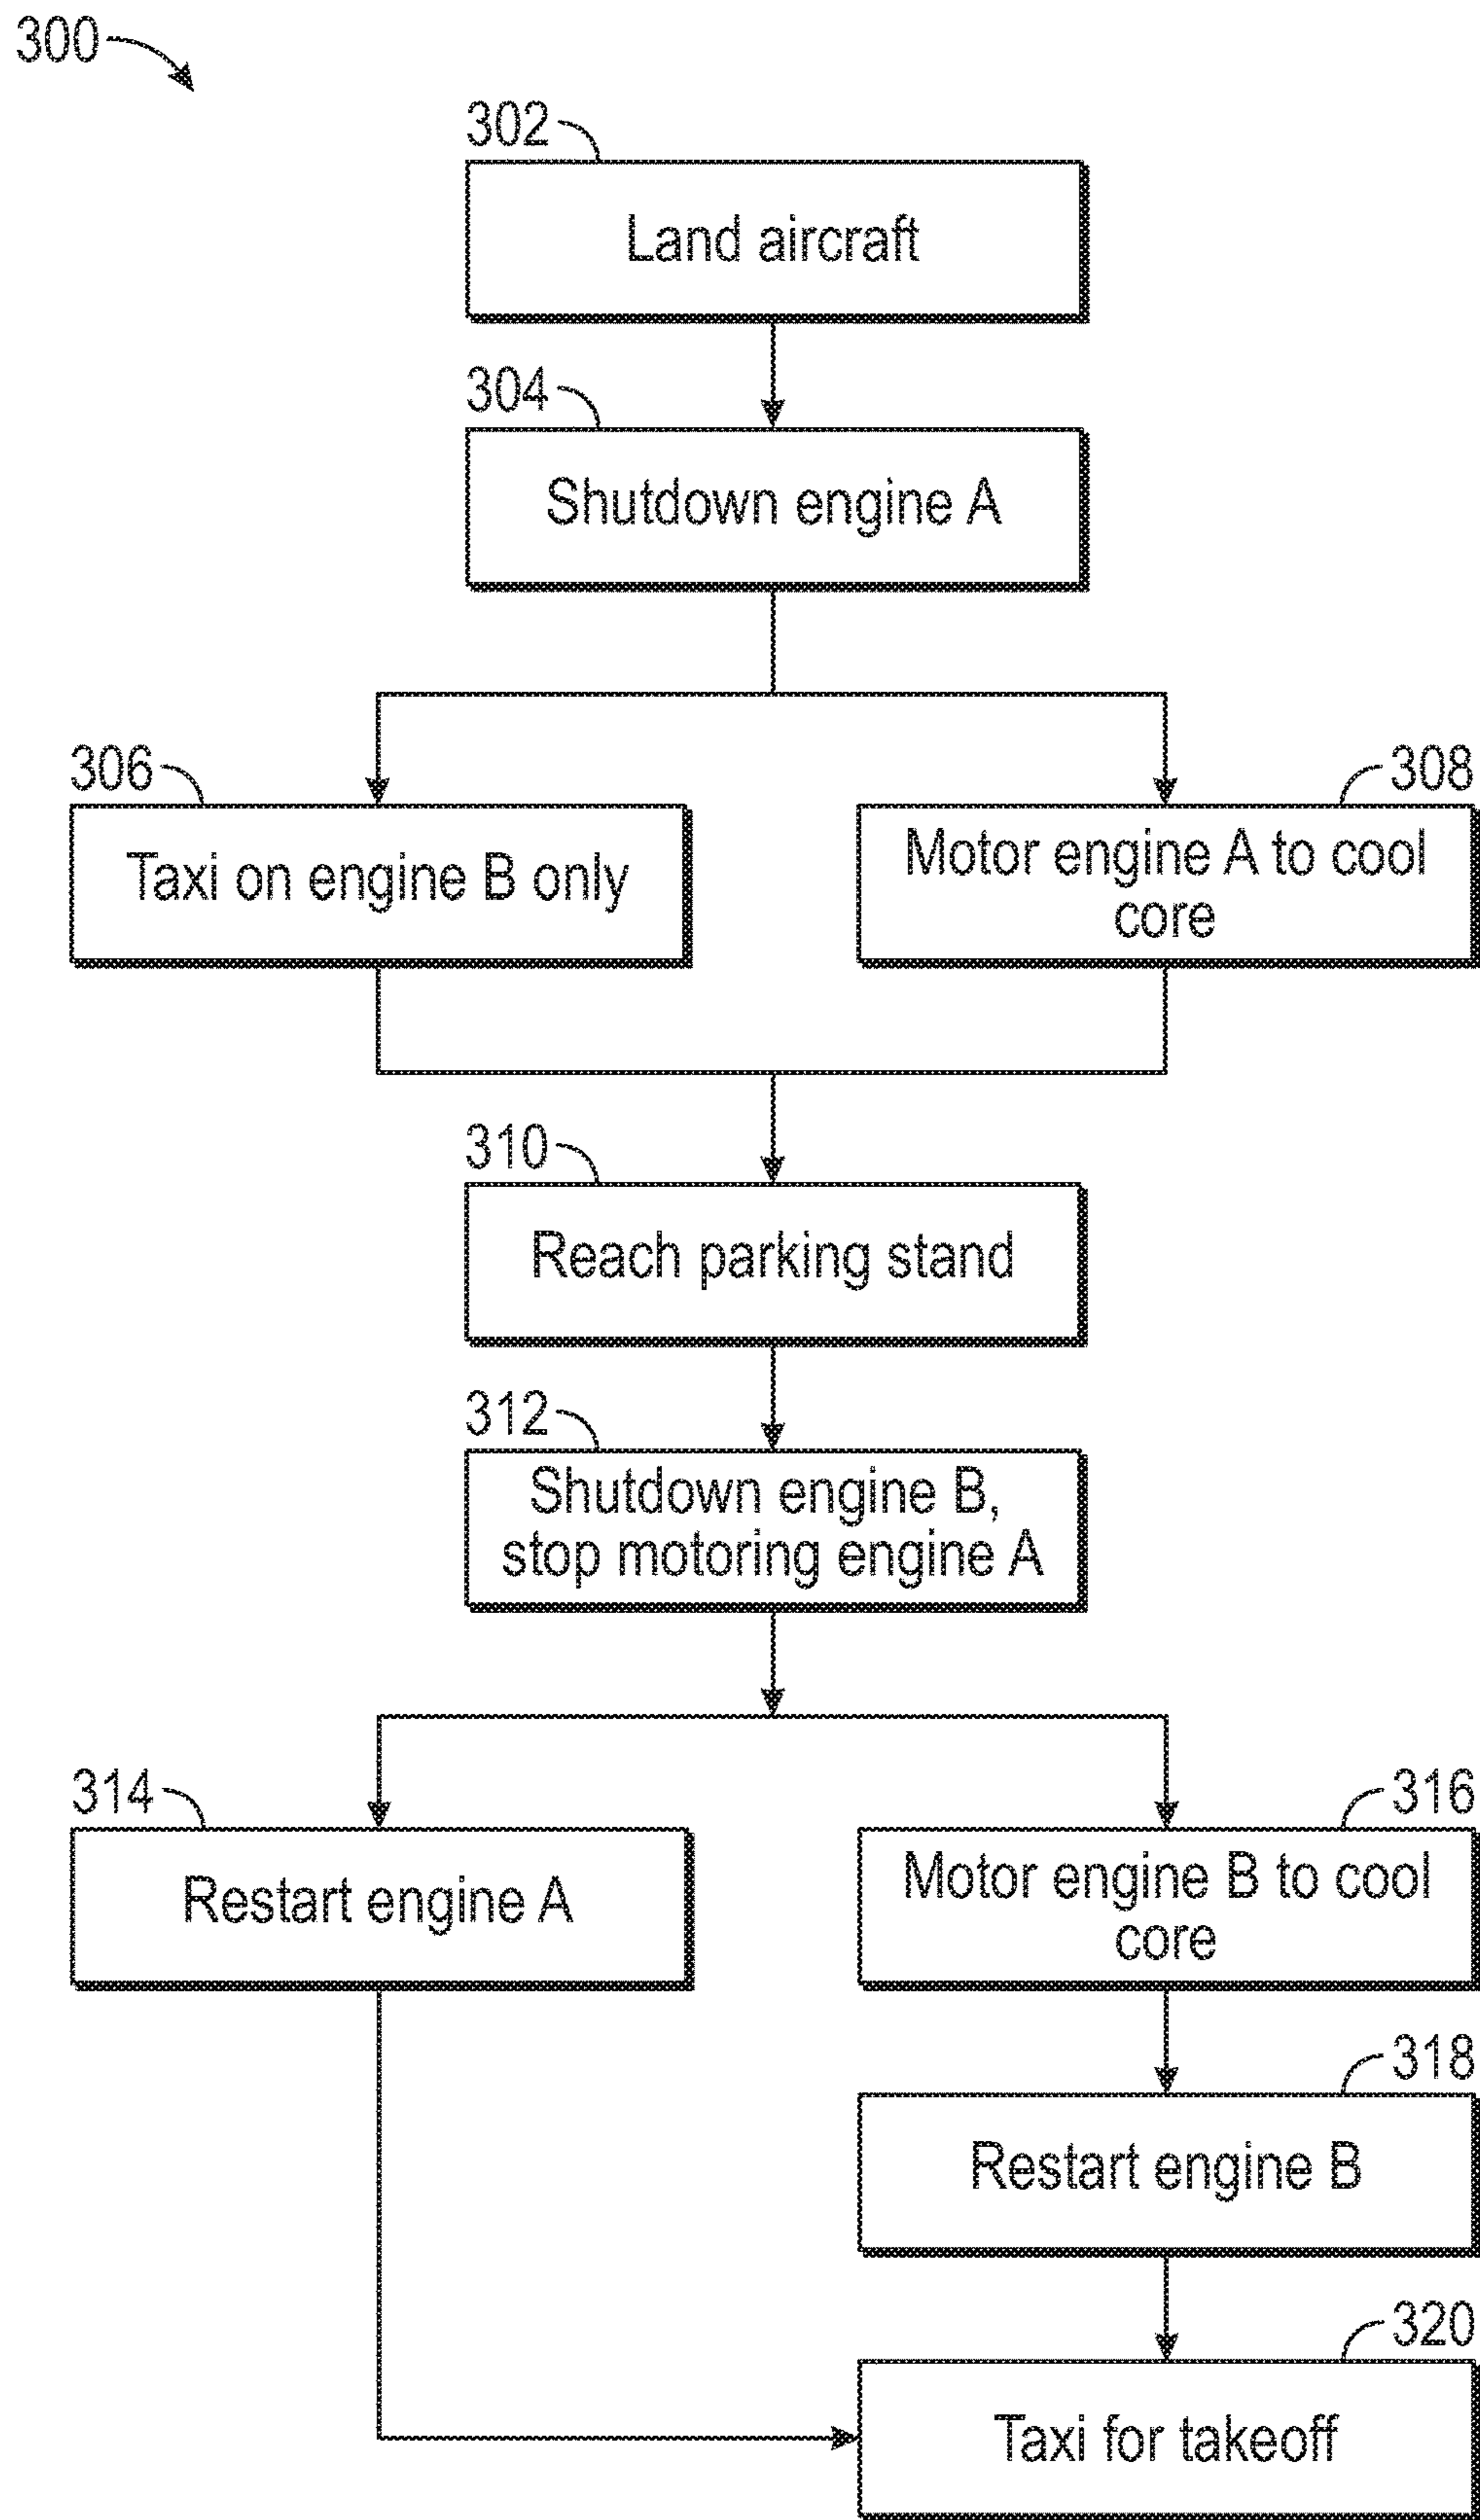 300
302
Land aircraft
304
Shutdown engine A
306
308
Taxi on engine B only
Motor engine A to cool
core
310
Reach parking stand
312
Shutdown engine B,
stop motoring engine A
314
316
Restart engine A
Motor engine B to cool
core
318
Restart engine B
320
Taxi for takeoff